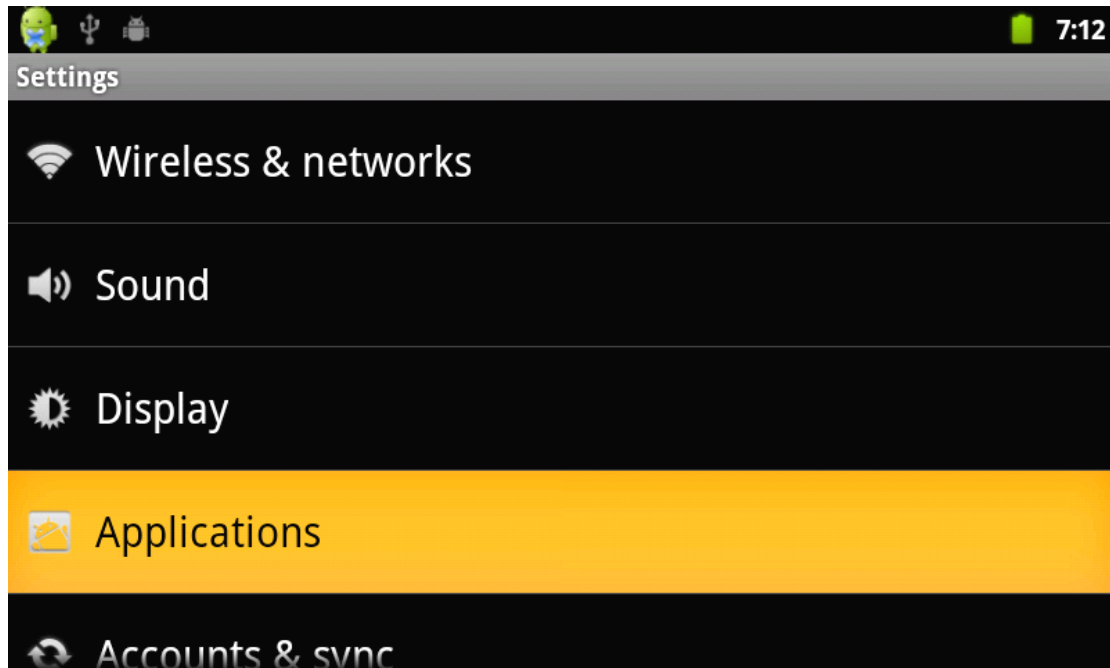 7:12
Settings
Wireless & networks
Sound
Display
Applications
Accounts & sync